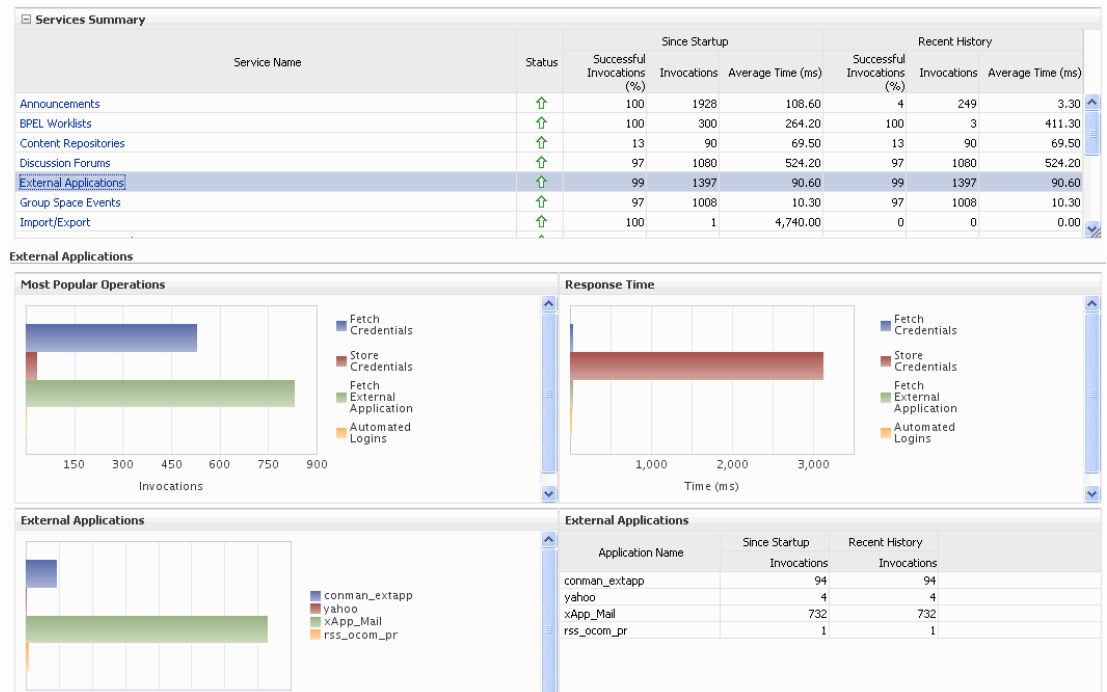 Services Summary
Since Startup Recent History
Service Name Status Successful Invocations (%) Invocations Average Time (ms) Successful Invocations (%) Invocations Average Time (ms)
Announcements 100 1928 108.60 4 249 3.30
BPEL Worklists 100 300 264.20 100 3 411.30
Content Repositories 13 90 69.50 13 90 69.50
Discussion Forums 97 1080 524.20 97 1080 524.20
External Applications 99 1397 90.60 99 1397 90.60
Group Space Events 97 1008 10.30 97 1008 10.30
Import/Export 100 1 4,740.00 0 0 0.00
External Applications
Most Popular Operations
Fetch
Credentials
Store
Credentials
Fetch
External
Application
Automated
Logins
150 300 450 600 750 900
Invocations
Response Time
Fetch
Credentials
Store
Credentials
Fetch
External
Application
Automated
Logins
1,000 2,000 3,000
Time (ms)
External Applications
conman_extapp
yahoo
xApp_Mail
rss_ocom_pr
External Applications
Application Name Since Startup Recent History
Invocations Invocations
conman_extapp 94 94
yahoo 4 4
xApp_Mail 732 732
rss_ocom_pr 1 1